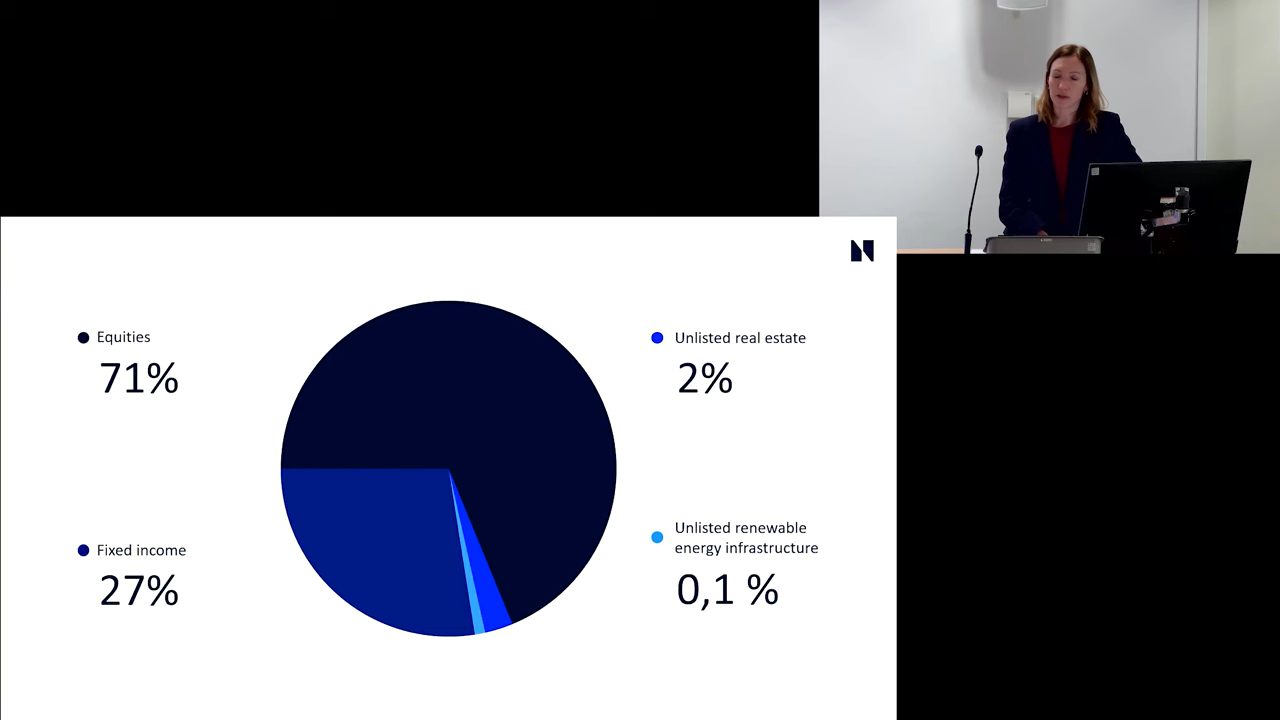 Equities
71%
Unlisted real estate
2%
Fixed income
27%
Unlisted renewable
energy infrastructure
0,1 %